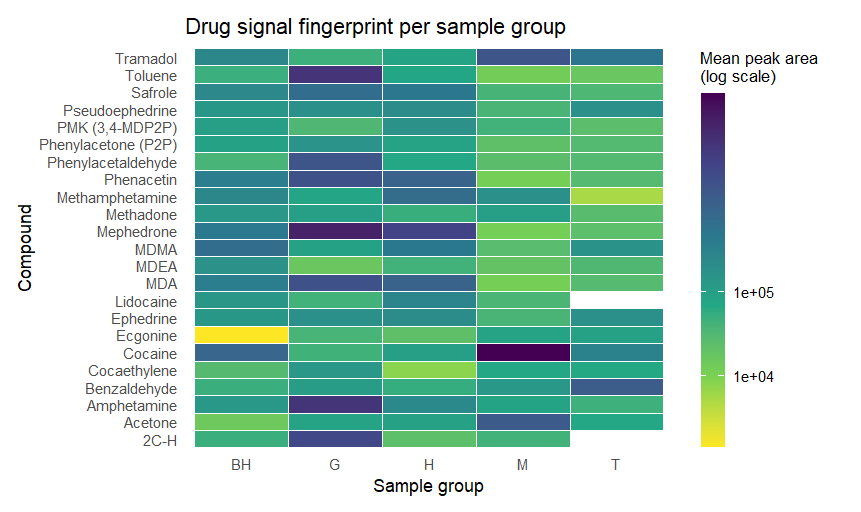 Drug signal fingerprint per sample group
Mean peak area
(log scale)
1e+05
1e+04
Compound
Tramadol
Toluene
Safrole
Pseudoephedrine
PMK (3,4-MDP2P)
Phenylacetone (P2P)
Phenylacetaldehyde
Phenacetin
Methamphetamine
Methadone
Mephedrone
MDMA
MDEA
MDA
Lidocaine
Ephedrine
Ecgonine
Cocaine
Cocaethylene
Benzaldehyde
Amphetamine
Acetone
2C-H
BH G H M T
Sample group